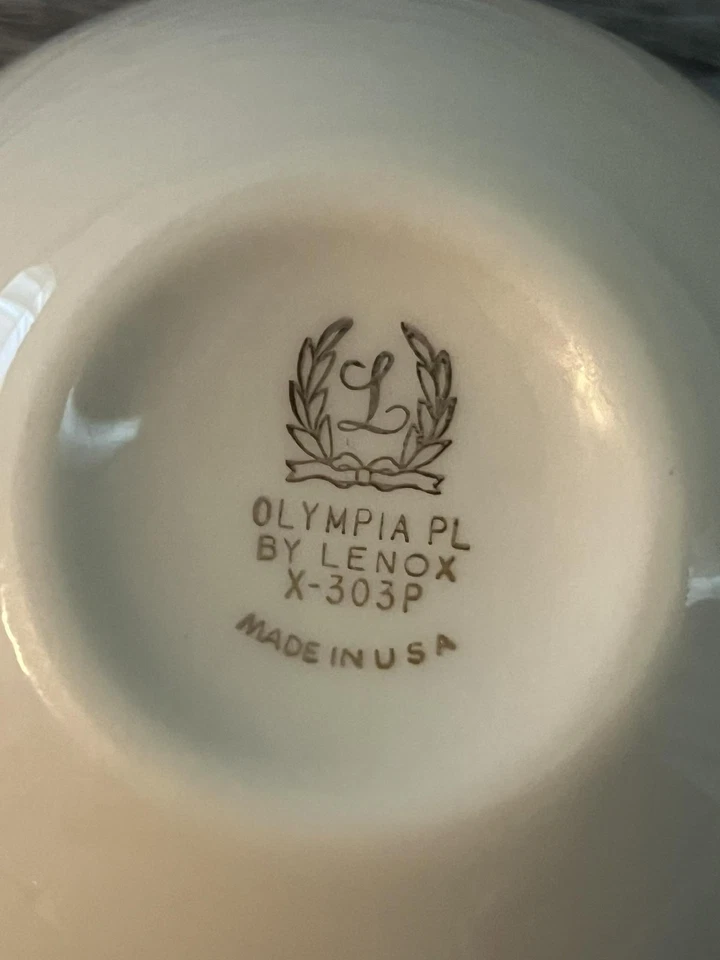 L
OLYMPIA PL
BY LENOX
X-303P
MADE IN USA